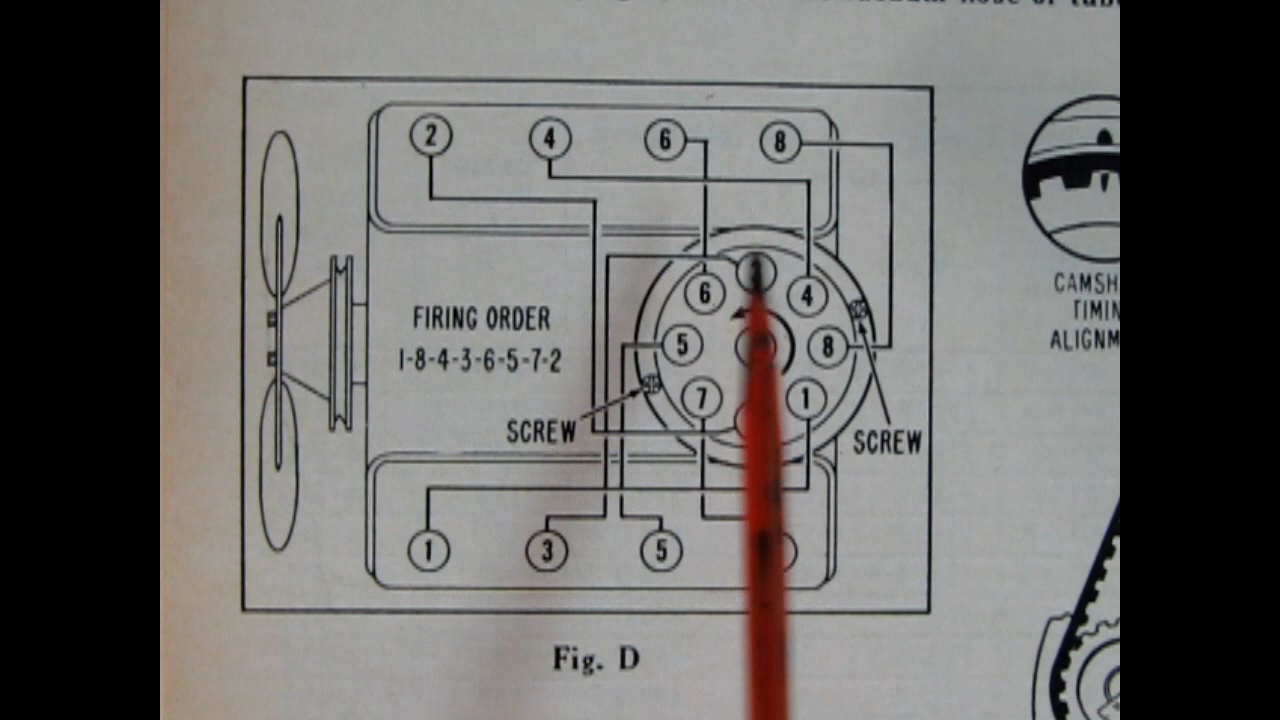 2 4 6 8
6 4
FIRING ORDER
1-8-4-3-6-5-7-2
5 8
7 1
SCREW
SCREW
1 3 5
Fig. D
CAMSH
TIMIN
ALIGNM